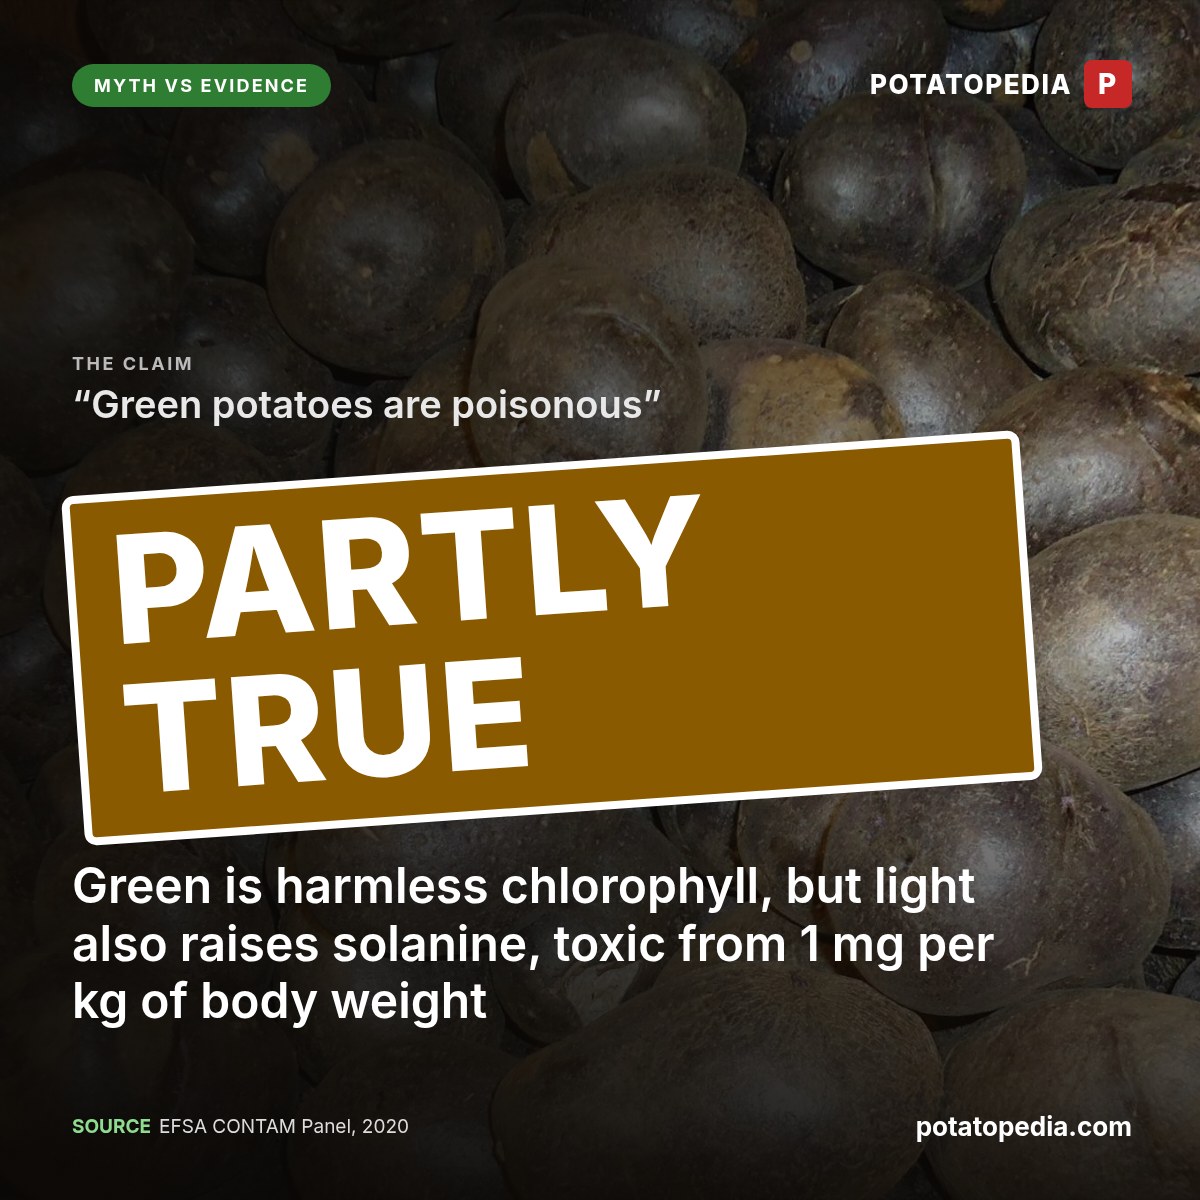 MYTH VS EVIDENCE
POTATOPEDIA P
THE CLAIM
“Green potatoes are poisonous”
PARTLY
TRUE
Green is harmless chlorophyll, but light
also raises solanine, toxic from 1 mg per
kg of body weight
SOURCE EFSA CONTAM Panel, 2020
potatopedia.com